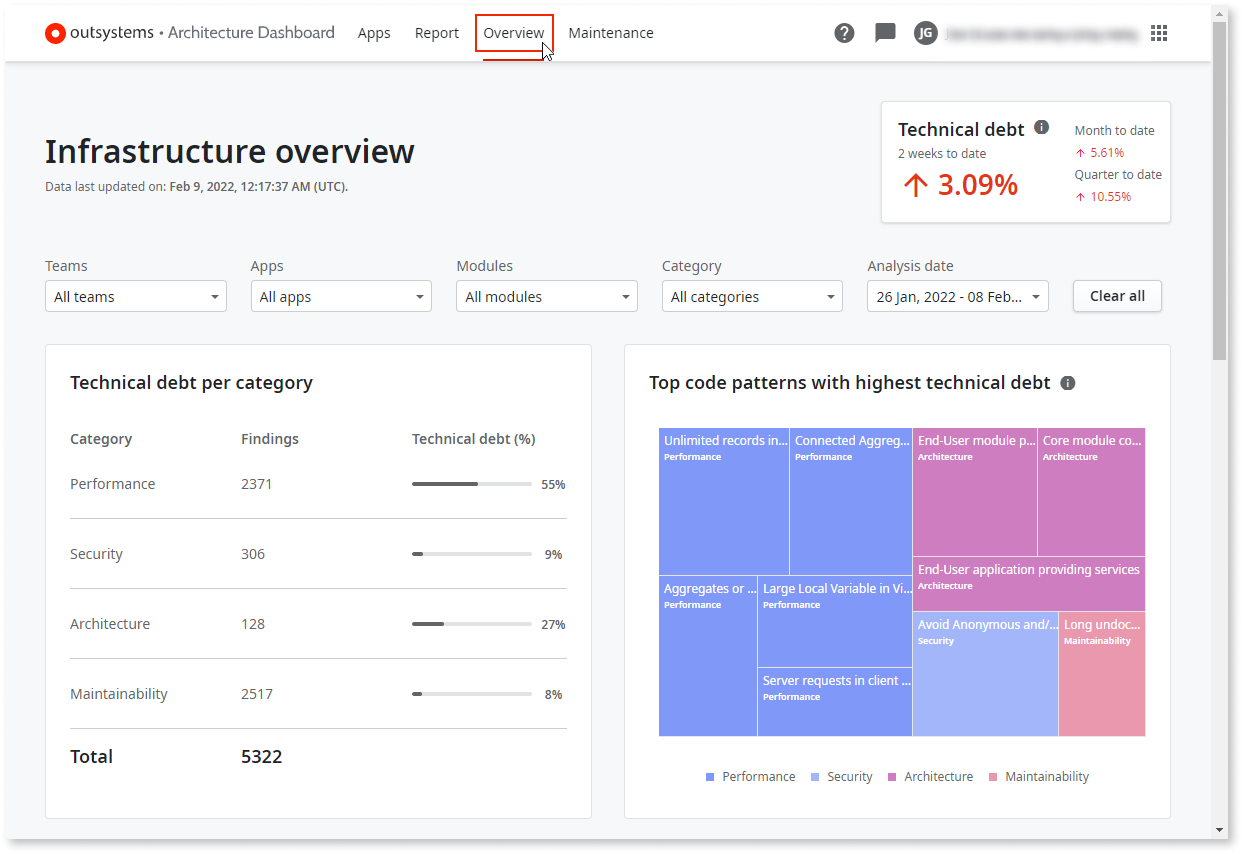 outsystems • Architecture Dashboard Apps Report Overview Maintenance ? JG
Technical debt i
2 weeks to date
↑ 3.09%
Month to date
↑ 5.61%
Quarter to date
↑ 10.55%
Infrastructure overview
Data last updated on: Feb 9, 2022, 12:17:37 AM (UTC).
Teams Apps Modules Category Analysis date
All teams All apps All modules All categories 26 Jan, 2022 - 08 Feb... Clear all
Technical debt per category
Category Findings Technical debt (%)
Performance 2371 55%
Security 306 9%
Architecture 128 27%
Maintainability 2517 8%
Total 5322
Top code patterns with highest technical debt i
Unlimited records in...
Performance
Connected Aggreg...
Performance
End-User module p...
Architecture
Core module co...
Architecture
End-User application providing services
Architecture
Aggregates or ...
Performance
Large Local Variable in Vi...
Performance
Server requests in client ...
Performance
Avoid Anonymous and/...
Security
Long undoc...
Maintainability
Performance Security Architecture Maintainability